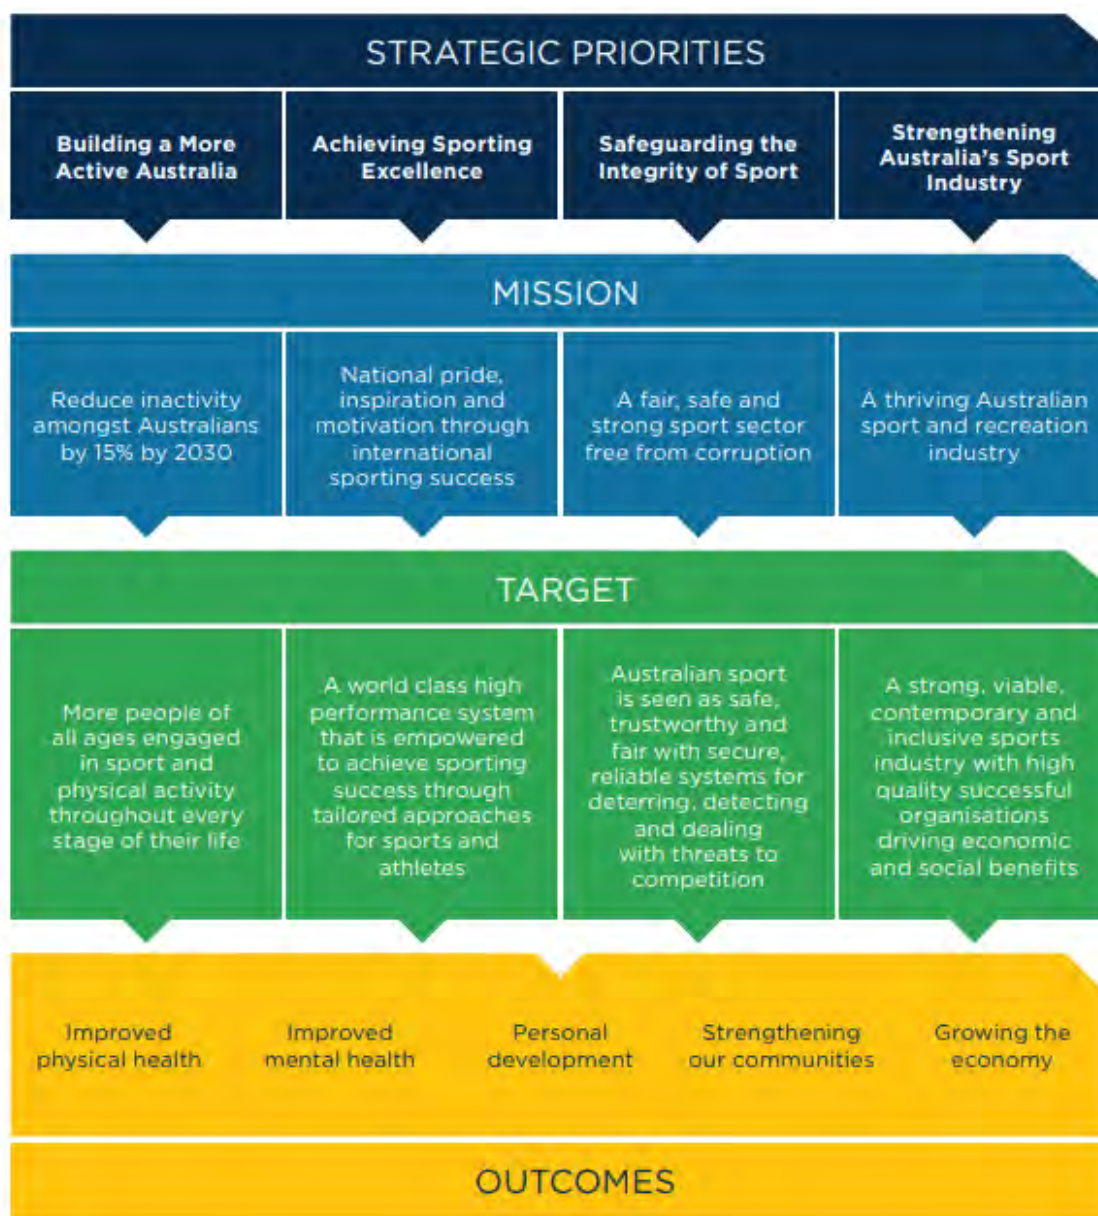 STRATEGIC PRIORITIES
Building a More
Active Australia
Achieving Sporting
Excellence
Safeguarding the
Integrity of Sport
Strengthening
Australia's Sport
Industry
MISSION
Reduce inactivity
amongst Australians
by 15% by 2030
National pride,
inspiration and
motivation through
international
sporting success
A fair, safe and
strong sport sector
free from corruption
A thriving Australian
sport and recreation
industry
TARGET
More people of
all ages engaged
in sport and
physical activity
throughout every
stage of their life
A world class high
performance system
that is empowered
to achieve sporting
success through
tailored approaches
for sports and
athletes
Australian sport
is seen as safe,
trustworthy and
fair with secure,
reliable systems for
deterring, detecting
and dealing
with threats to
competition
A strong, viable,
contemporary and
inclusive sports
industry with high
quality successful
organisations
driving economic
and social benefits
Improved
physical health
Improved
mental health
Personal
development
Strengthening
our communities
Growing the
economy
OUTCOMES